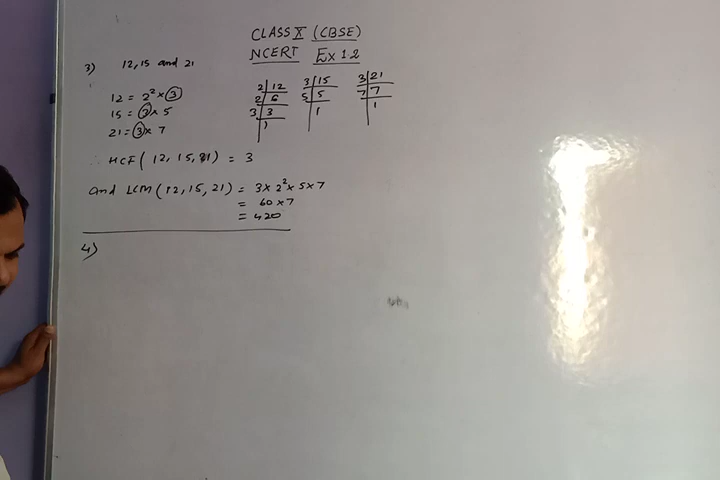 CLASS X (CBSE)
NCERT Ex 1.2
3) 12, 15 and 21
12 = 2² × 3
15 = 3 × 5
21 = 3 × 7
2 | 12
2 | 6
3 | 3
1
3 | 15
5 | 5
1
3 | 21
7 | 7
1
∴ HCF (12, 15, 21) = 3
and LCM (12, 15, 21) = 3 × 2² × 5 × 7
= 60 × 7
= 420
4)